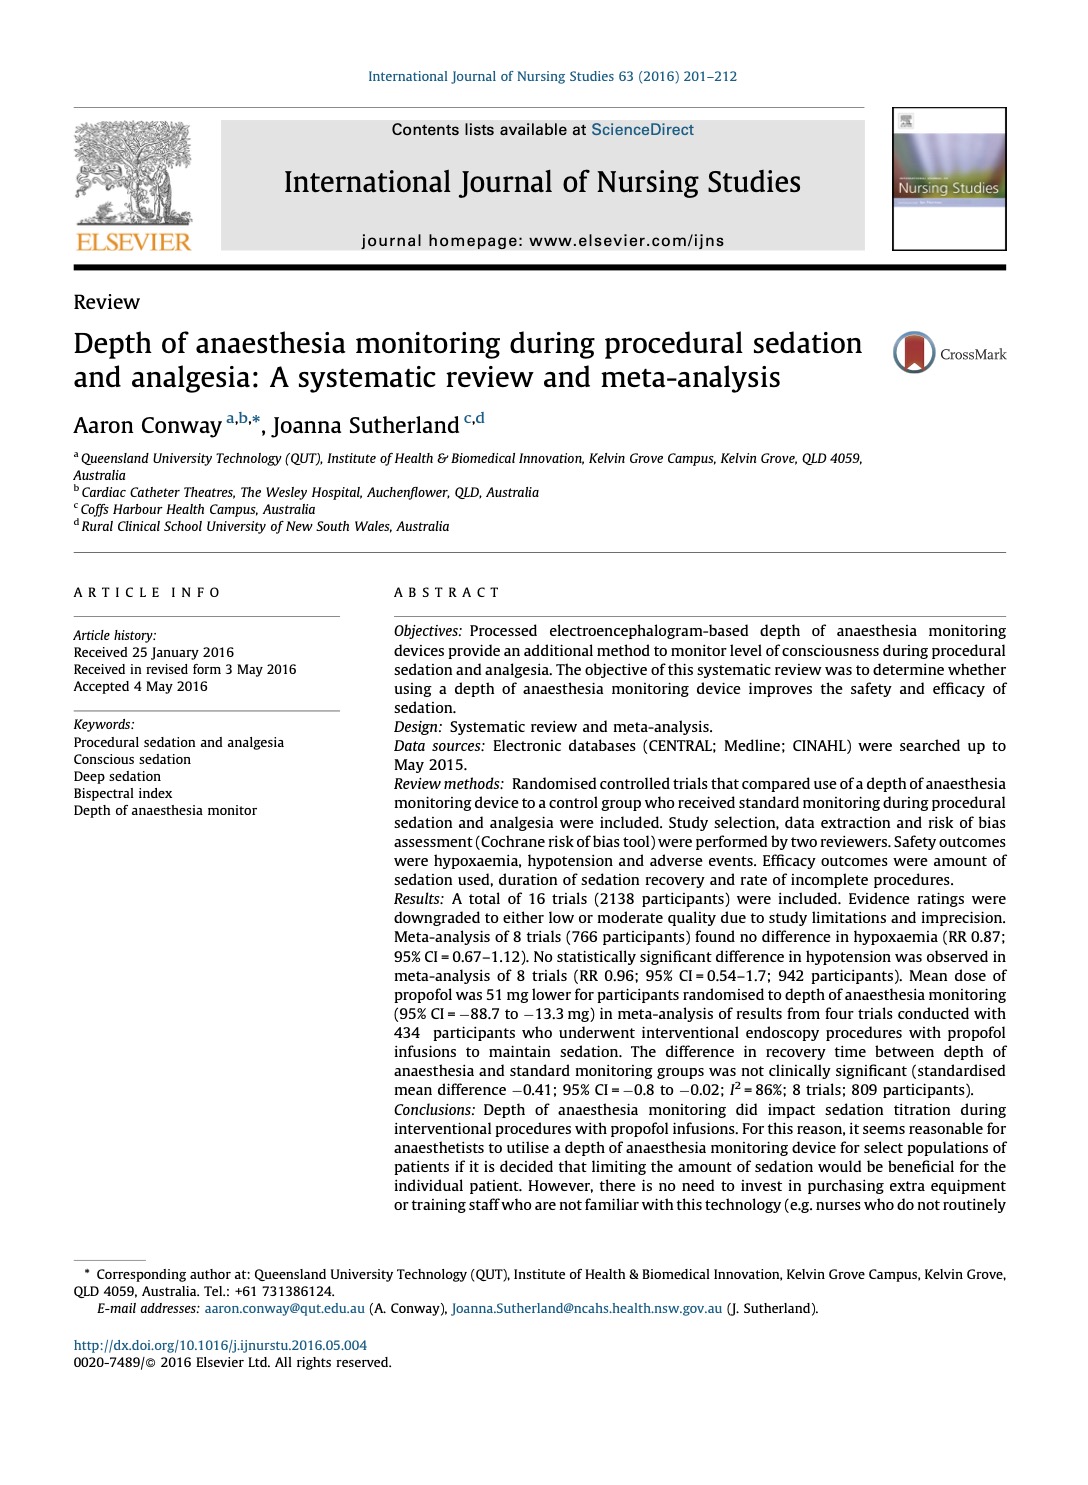 International Journal of Nursing Studies 63 (2016) 201–212
Contents lists available at ScienceDirect
International Journal of Nursing Studies
journal homepage: www.elsevier.com/ijns
ELSEVIER
Nursing Studies
Review
Depth of anaesthesia monitoring during procedural sedation
and analgesia: A systematic review and meta-analysis
CrossMark
Aaron Conway a,b,*, Joanna Sutherland c,d
a Queensland University Technology (QUT), Institute of Health & Biomedical Innovation, Kelvin Grove Campus, Kelvin Grove, QLD 4059,
Australia
b Cardiac Catheter Theatres, The Wesley Hospital, Auchenflower, QLD, Australia
c Coffs Harbour Health Campus, Australia
d Rural Clinical School University of New South Wales, Australia
ARTICLE INFO
Article history:
Received 25 January 2016
Received in revised form 3 May 2016
Accepted 4 May 2016
Keywords:
Procedural sedation and analgesia
Conscious sedation
Deep sedation
Bispectral index
Depth of anaesthesia monitor
ABSTRACT
Objectives: Processed electroencephalogram-based depth of anaesthesia monitoring
devices provide an additional method to monitor level of consciousness during procedural
sedation and analgesia. The objective of this systematic review was to determine whether
using a depth of anaesthesia monitoring device improves the safety and efficacy of
sedation.
Design: Systematic review and meta-analysis.
Data sources: Electronic databases (CENTRAL; Medline; CINAHL) were searched up to
May 2015.
Review methods: Randomised controlled trials that compared use of a depth of anaesthesia
monitoring device to a control group who received standard monitoring during procedural
sedation and analgesia were included. Study selection, data extraction and risk of bias
assessment (Cochrane risk of bias tool) were performed by two reviewers. Safety outcomes
were hypoxaemia, hypotension and adverse events. Efficacy outcomes were amount of
sedation used, duration of sedation recovery and rate of incomplete procedures.
Results: A total of 16 trials (2138 participants) were included. Evidence ratings were
downgraded to either low or moderate quality due to study limitations and imprecision.
Meta-analysis of 8 trials (766 participants) found no difference in hypoxaemia (RR 0.87;
95% CI = 0.67–1.12). No statistically significant difference in hypotension was observed in
meta-analysis of 8 trials (RR 0.96; 95% CI = 0.54–1.7; 942 participants). Mean dose of
propofol was 51 mg lower for participants randomised to depth of anaesthesia monitoring
(95% CI = −88.7 to −13.3 mg) in meta-analysis of results from four trials conducted with
434 participants who underwent interventional endoscopy procedures with propofol
infusions to maintain sedation. The difference in recovery time between depth of
anaesthesia and standard monitoring groups was not clinically significant (standardised
mean difference −0.41; 95% CI = −0.8 to −0.02; I² = 86%; 8 trials; 809 participants).
Conclusions: Depth of anaesthesia monitoring did impact sedation titration during
interventional procedures with propofol infusions. For this reason, it seems reasonable for
anaesthetists to utilise a depth of anaesthesia monitoring device for select populations of
patients if it is decided that limiting the amount of sedation would be beneficial for the
individual patient. However, there is no need to invest in purchasing extra equipment
or training staff who are not familiar with this technology (e.g. nurses who do not routinely
* Corresponding author at: Queensland University Technology (QUT), Institute of Health & Biomedical Innovation, Kelvin Grove Campus, Kelvin Grove,
QLD 4059, Australia. Tel.: +61 731386124.
E-mail addresses: aaron.conway@qut.edu.au (A. Conway), Joanna.Sutherland@ncahs.health.nsw.gov.au (J. Sutherland).
http://dx.doi.org/10.1016/j.ijnurstu.2016.05.004
0020-7489/© 2016 Elsevier Ltd. All rights reserved.